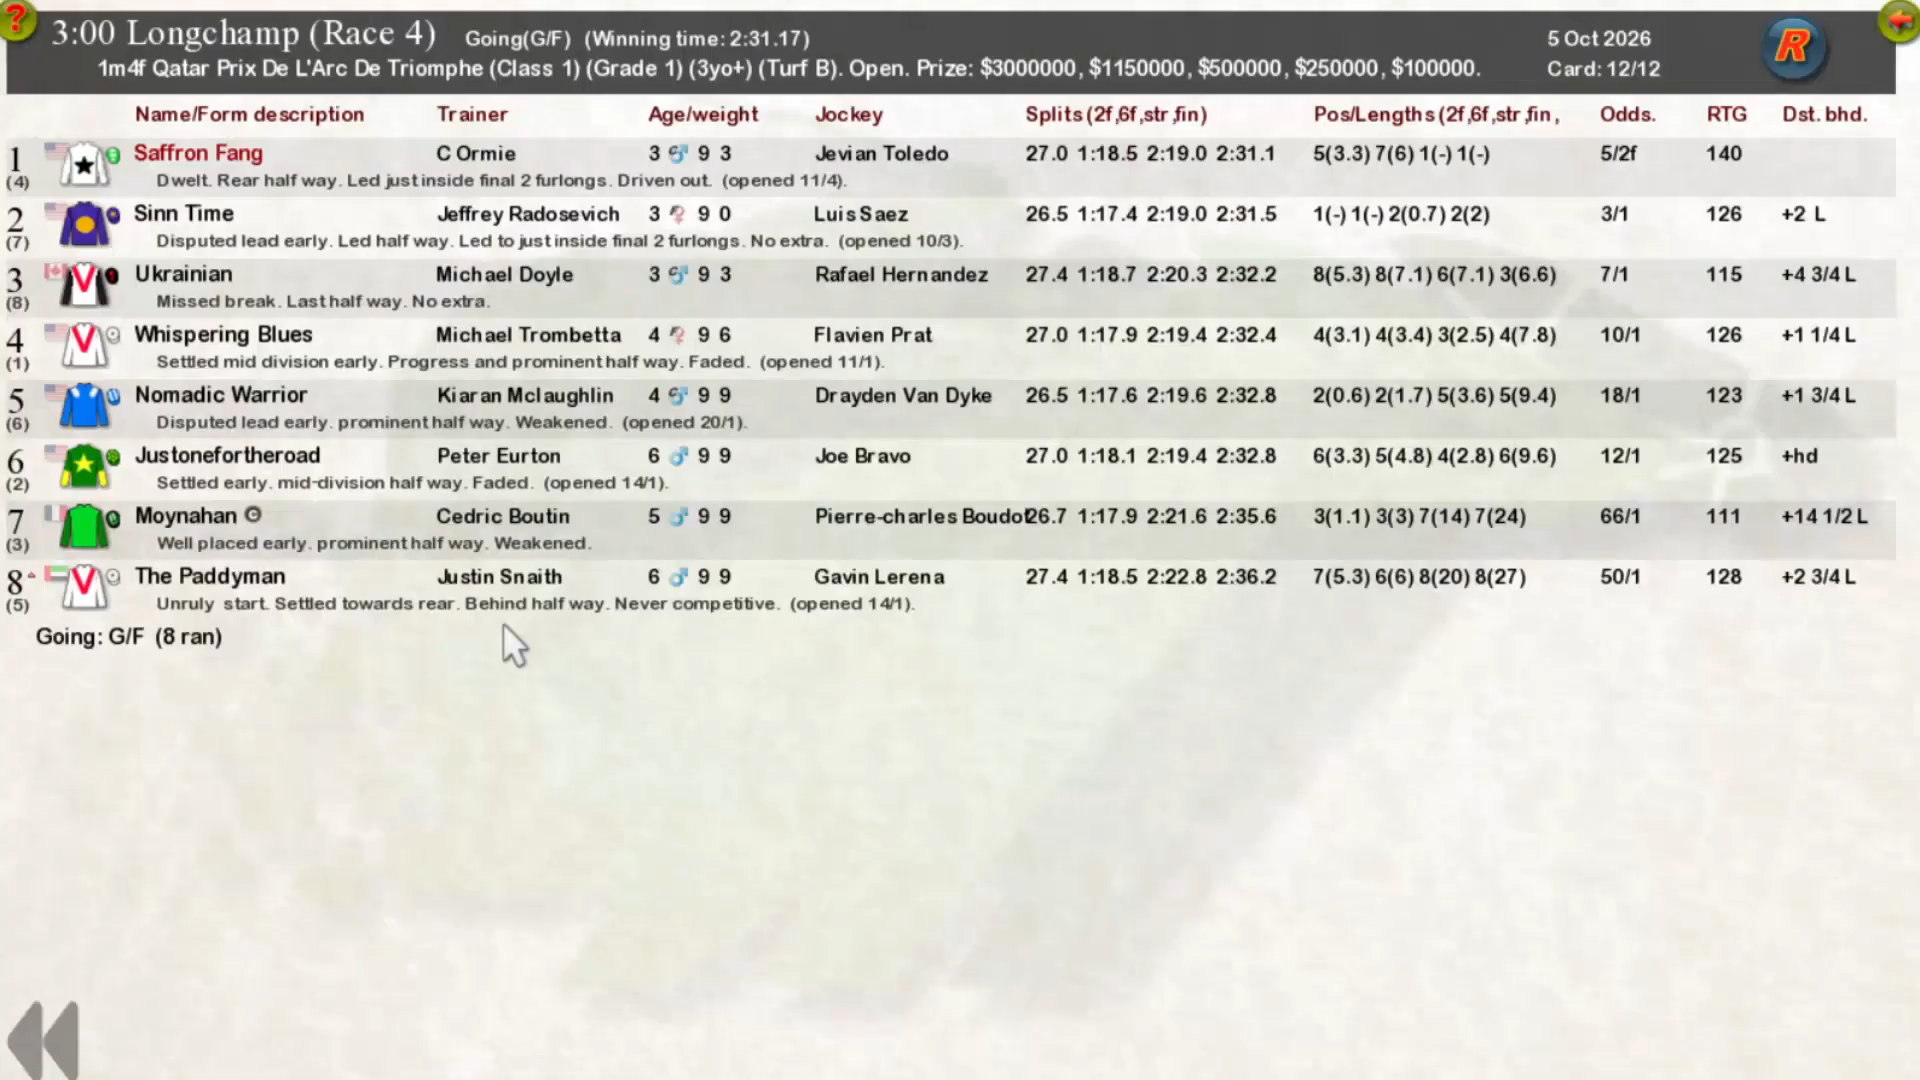 ?
3:00 Longchamp (Race 4) Going(G/F) (Winning time: 2:31.17) 5 Oct 2026 R
1m4f Qatar Prix De L'Arc De Triomphe (Class 1) (Grade 1) (3yo+) (Turf B). Open. Prize: $3000000, $1150000, $500000, $250000, $100000. Card: 12/12
Name/Form description Trainer Age/weight Jockey Splits (2f,6f,str,fin) Pos/Lengths (2f,6f,str,fin, Odds. RTG Dst. bhd.
1 Saffron Fang C Ormie 3 9 3 Jevian Toledo 27.0 1:18.5 2:19.0 2:31.1 5(3.3) 7(6) 1(-) 1(-) 5/2f 140
(4) Dwelt. Rear half way. Led just inside final 2 furlongs. Driven out. (opened 11/4).
2 Sinn Time Jeffrey Radosevich 3 9 0 Luis Saez 26.5 1:17.4 2:19.0 2:31.5 1(-) 1(-) 2(0.7) 2(2) 3/1 126 +2 L
(7) Disputed lead early. Led half way. Led to just inside final 2 furlongs. No extra. (opened 10/3).
3 Ukrainian Michael Doyle 3 9 3 Rafael Hernandez 27.4 1:18.7 2:20.3 2:32.2 8(5.3) 8(7.1) 6(7.1) 3(6.6) 7/1 115 +4 3/4 L
(8) Missed break. Last half way. No extra.
4 Whispering Blues Michael Trombetta 4 9 6 Flavien Prat 27.0 1:17.9 2:19.4 2:32.4 4(3.1) 4(3.4) 3(2.5) 4(7.8) 10/1 126 +1 1/4 L
(1) Settled mid division early. Progress and prominent half way. Faded. (opened 11/1).
5 Nomadic Warrior Kiaran Mclaughlin 4 9 9 Drayden Van Dyke 26.5 1:17.6 2:19.6 2:32.8 2(0.6) 2(1.7) 5(3.6) 5(9.4) 18/1 123 +1 3/4 L
(6) Disputed lead early. prominent half way. Weakened. (opened 20/1).
6 Justonefortheroad Peter Eurton 6 9 9 Joe Bravo 27.0 1:18.1 2:19.4 2:32.8 6(3.3) 5(4.8) 4(2.8) 6(9.6) 12/1 125 +hd
(2) Settled early. mid-division half way. Faded. (opened 14/1).
7 Moynahan C Cedric Boutin 5 9 9 Pierre-charles Boudot 26.7 1:17.9 2:21.6 2:35.6 3(1.1) 3(3) 7(14) 7(24) 66/1 111 +14 1/2 L
(3) Well placed early. prominent half way. Weakened.
8 The Paddyman Justin Snaith 6 9 9 Gavin Lerena 27.4 1:18.5 2:22.8 2:36.2 7(5.3) 6(6) 8(20) 8(27) 50/1 128 +2 3/4 L
(5) Unruly start. Settled towards rear. Behind half way. Never competitive. (opened 14/1).
Going: G/F (8 ran)